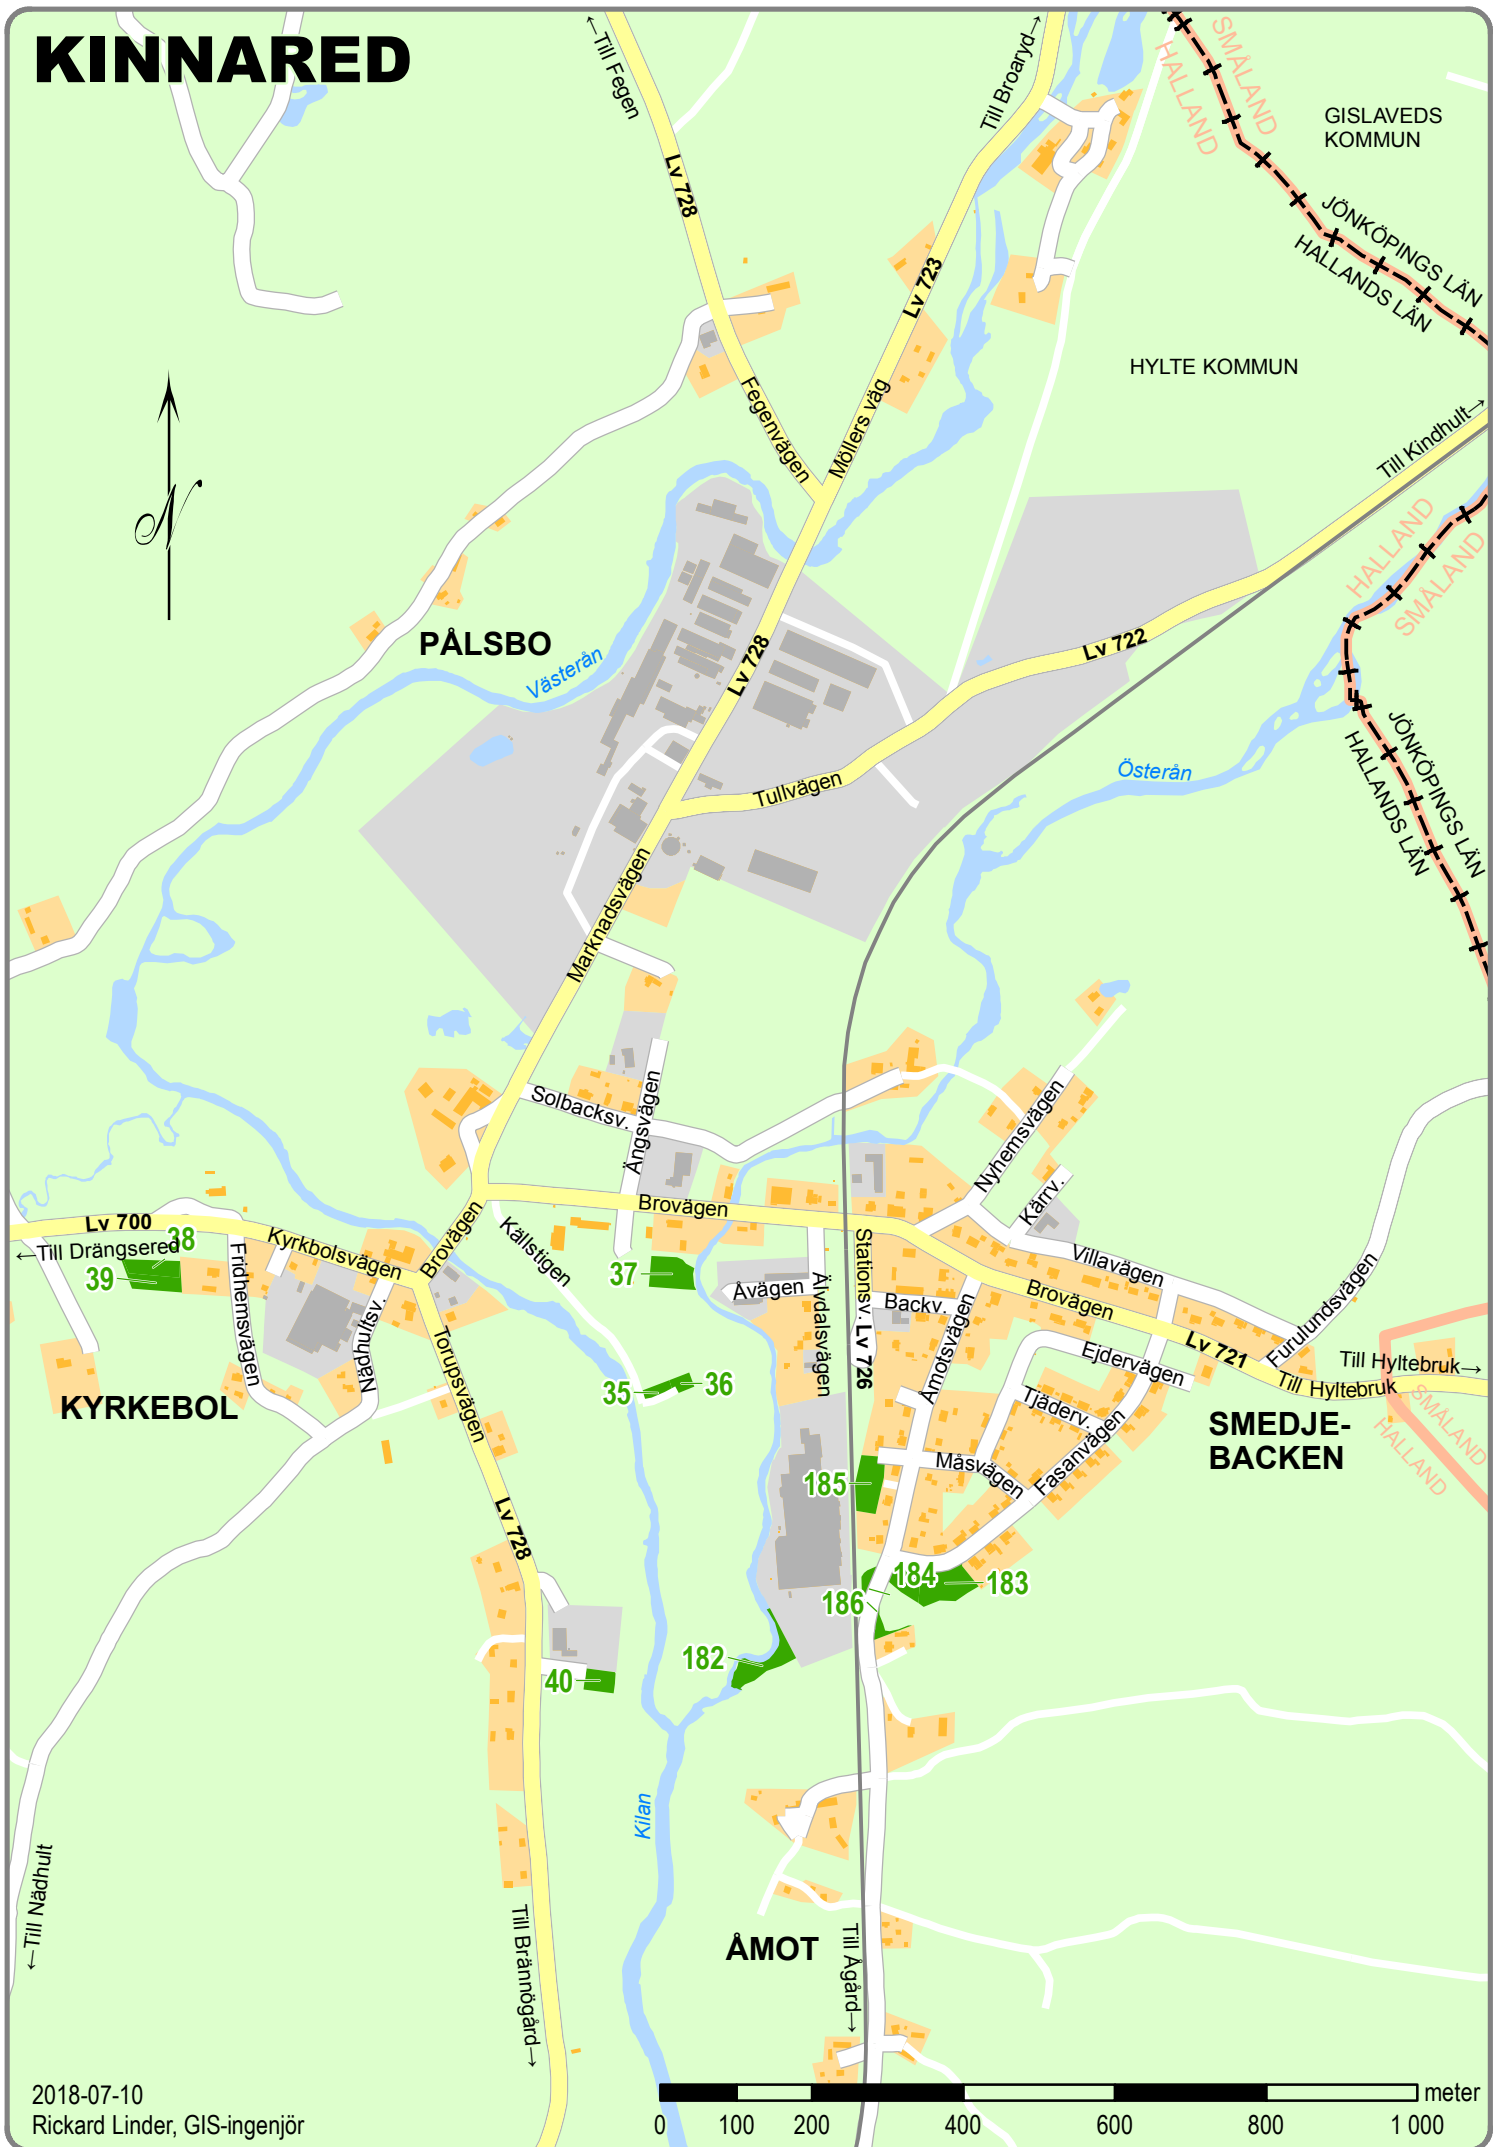 KINNARED
←Till Fegen
Till Broaryd→
SMÅLAND
HALLAND
GISLAVEDS
KOMMUN
Lv 728
JÖNKÖPINGS LÄN
HALLANDS LÄN
Lv 723
HYLTE KOMMUN
Fegenvägen
Möllers väg
Till Kindhult→
N
HALLAND
SMÅLAND
PÅLSBO
Västerån
Lv 728
Lv 722
JÖNKÖPINGS LÄN
HALLANDS LÄN
Österån
Tullvägen
Marknadsvägen
Solbacksv.
Ängsvägen
Nyhemsvägen
Kärrv.
Brovägen
Lv 700
←Till Drängsered
38
39
Kyrkbolsvägen
Fridhemsvägen
Brovägen
Källstigen
37
Åvägen
Älvdalsvägen
Stationsv.
Lv 726
Backv.
Åmotsvägen
Villavägen
Brovägen
Furulundsvägen
Lv 721
Ejdervägen
Till Hyltebruk→
Till Hyltebruk
Naphultsv.
Torupsvägen
KYRKEBOL
35
36
Tjäderv.
Fasanvägen
Måsvägen
SMEDJE-
BACKEN
SMÅLAND
HALLAND
185
Lv 728
184
183
186
182
40
Kilan
←Till Nädhult
Till Brännögård→
ÅMOT
Till Ågård→
2018-07-10
Rickard Linder, GIS-ingenjör
meter
0 100 200 400 600 800 1 000